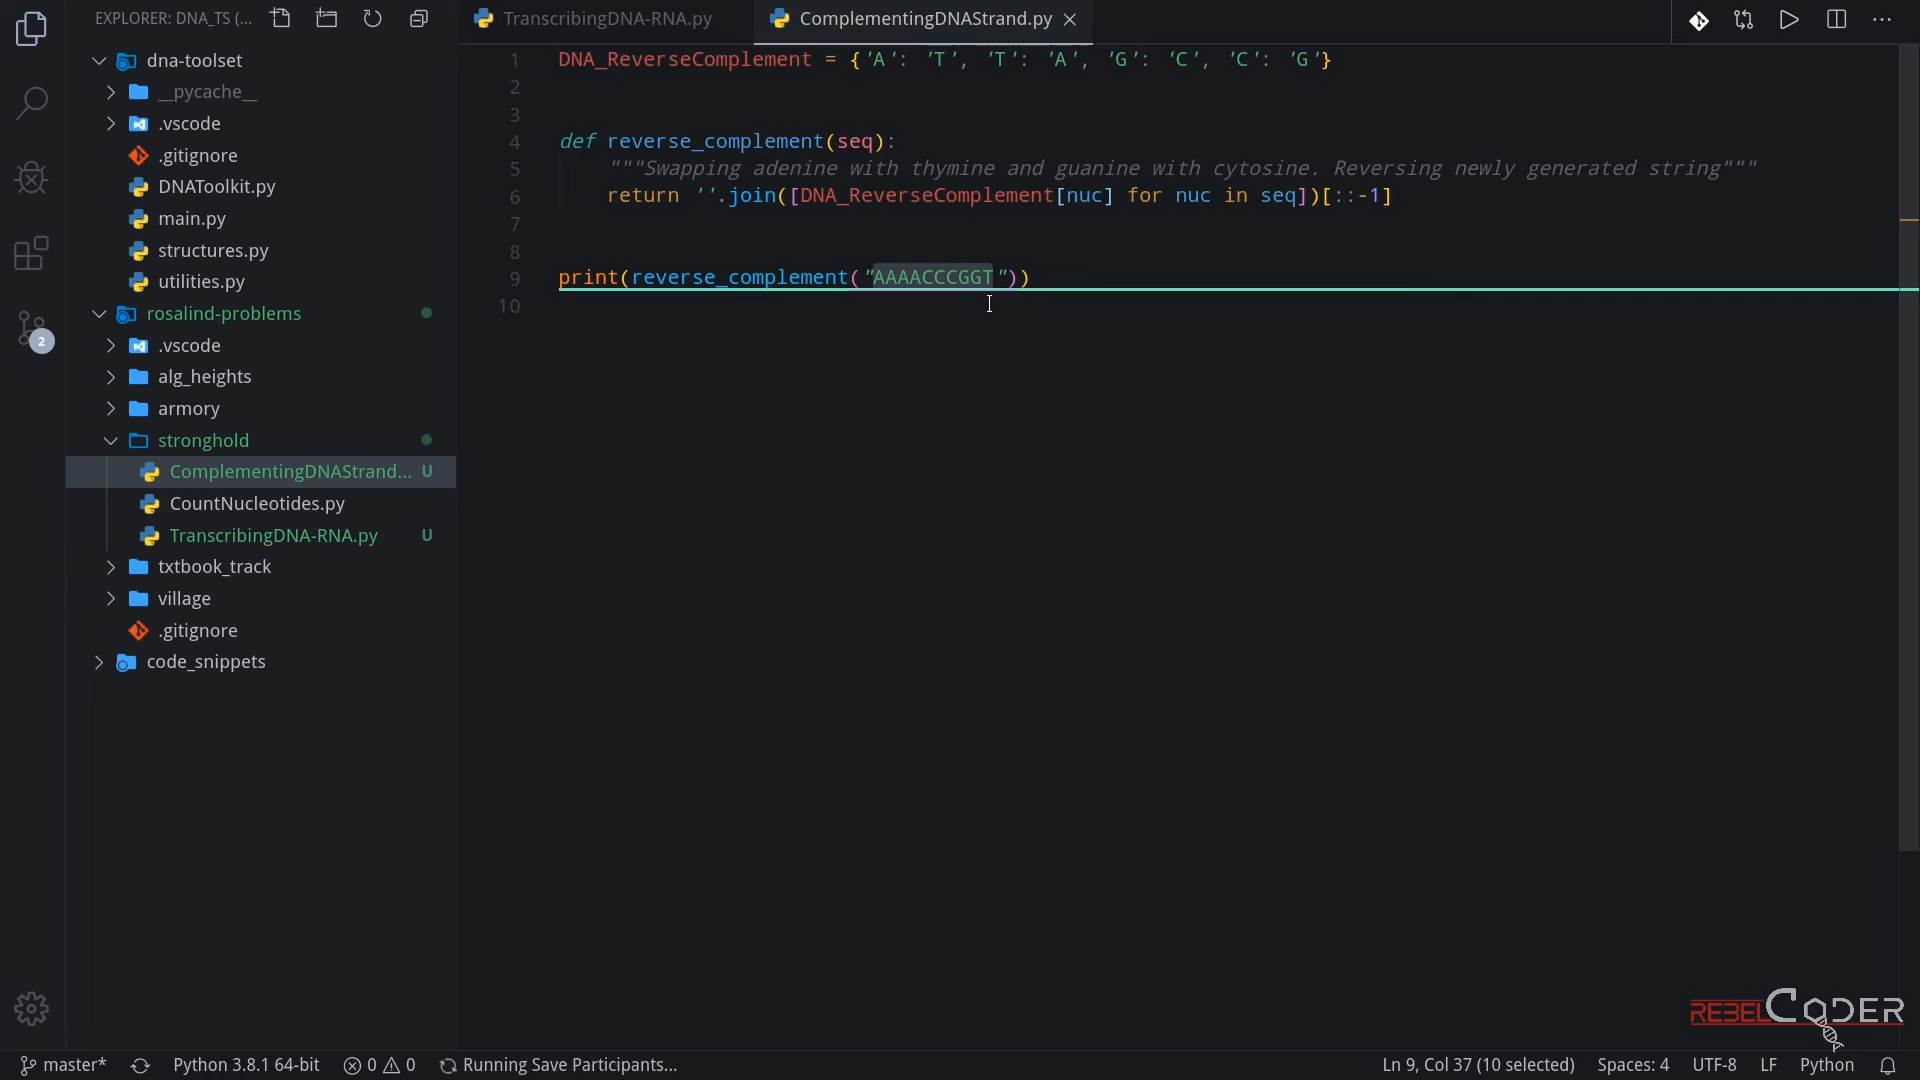 EXPLORER: DNA_TS (...
TranscribingDNA-RNA.py
ComplementingDNAStrand.py
dna-toolset
__pycache__
.vscode
.gitignore
DNAToolkit.py
main.py
structures.py
utilities.py
rosalind-problems
.vscode
alg_heights
armory
stronghold
ComplementingDNAStrand... U
CountNucleotides.py
TranscribingDNA-RNA.py U
txtbook_track
village
.gitignore
code_snippets
2
1 DNA_ReverseComplement = {'A': 'T', 'T': 'A', 'G': 'C', 'C': 'G'}
2
3
4 def reverse_complement(seq):
5 """Swapping adenine with thymine and guanine with cytosine. Reversing newly generated string"""
6 return ''.join([DNA_ReverseComplement[nuc] for nuc in seq])[::-1]
7
8
9 print(reverse_complement("AAAACCCGGT"))
10
REBELCODER
master* Python 3.8.1 64-bit 0 0 Running Save Participants... Ln 9, Col 37 (10 selected) Spaces: 4 UTF-8 LF Python